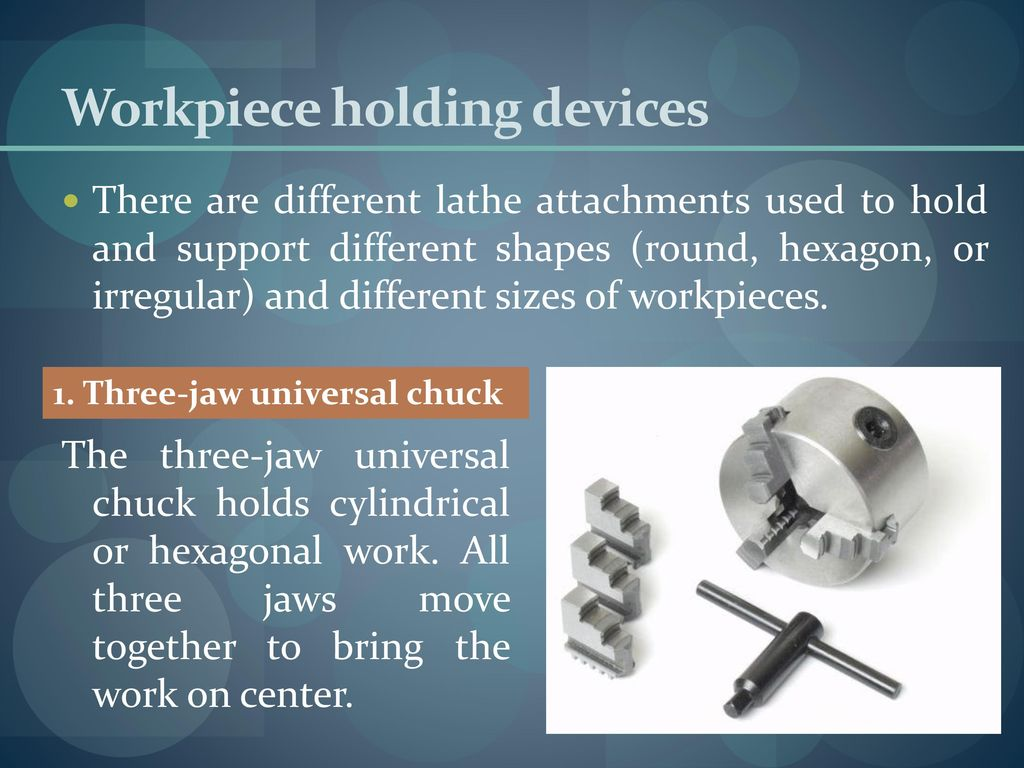 Workpiece holding devices
There are different lathe attachments used to hold
and support different shapes (round, hexagon, or
irregular) and different sizes of workpieces.
1. Three-jaw universal chuck
The three-jaw universal
chuck holds cylindrical
or hexagonal work. All
three jaws move
together to bring the
work on center.